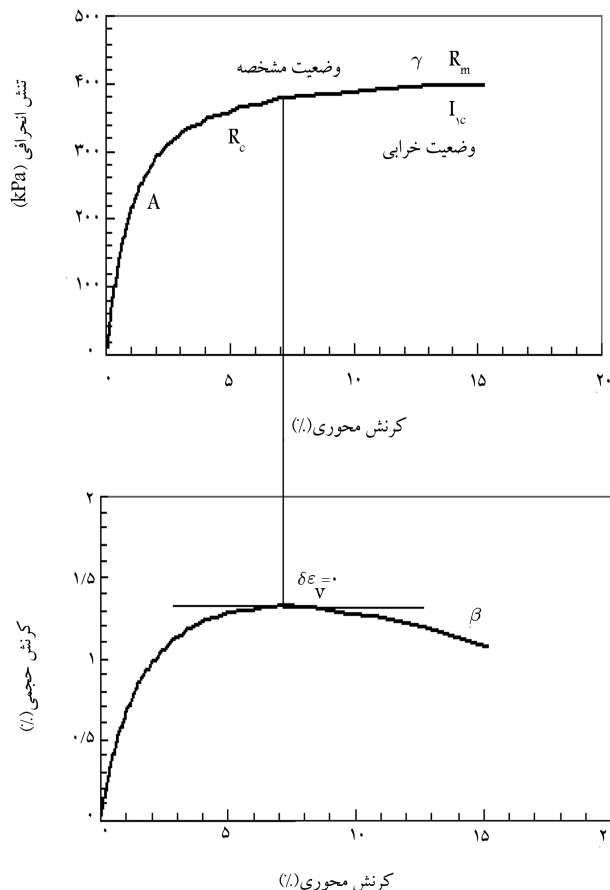 ۵۰۰
۴۰۰
۳۰۰
۲۰۰
۱۰۰
۰
تنش انحرافی (kPa)
وضعیت مشخصه
γ R_m
I_۱c
وضعیت خرابی
R_c
A
۰ ۵ ۱۰ ۱۵ ۲۰
کرنش محوری(٪)
۲
۱/۵
۱
۰/۵
۰
کرنش حجمی(٪)
δε_v=۰
β
۰ ۵ ۱۰ ۱۵ ۲
کرنش محوری(٪)